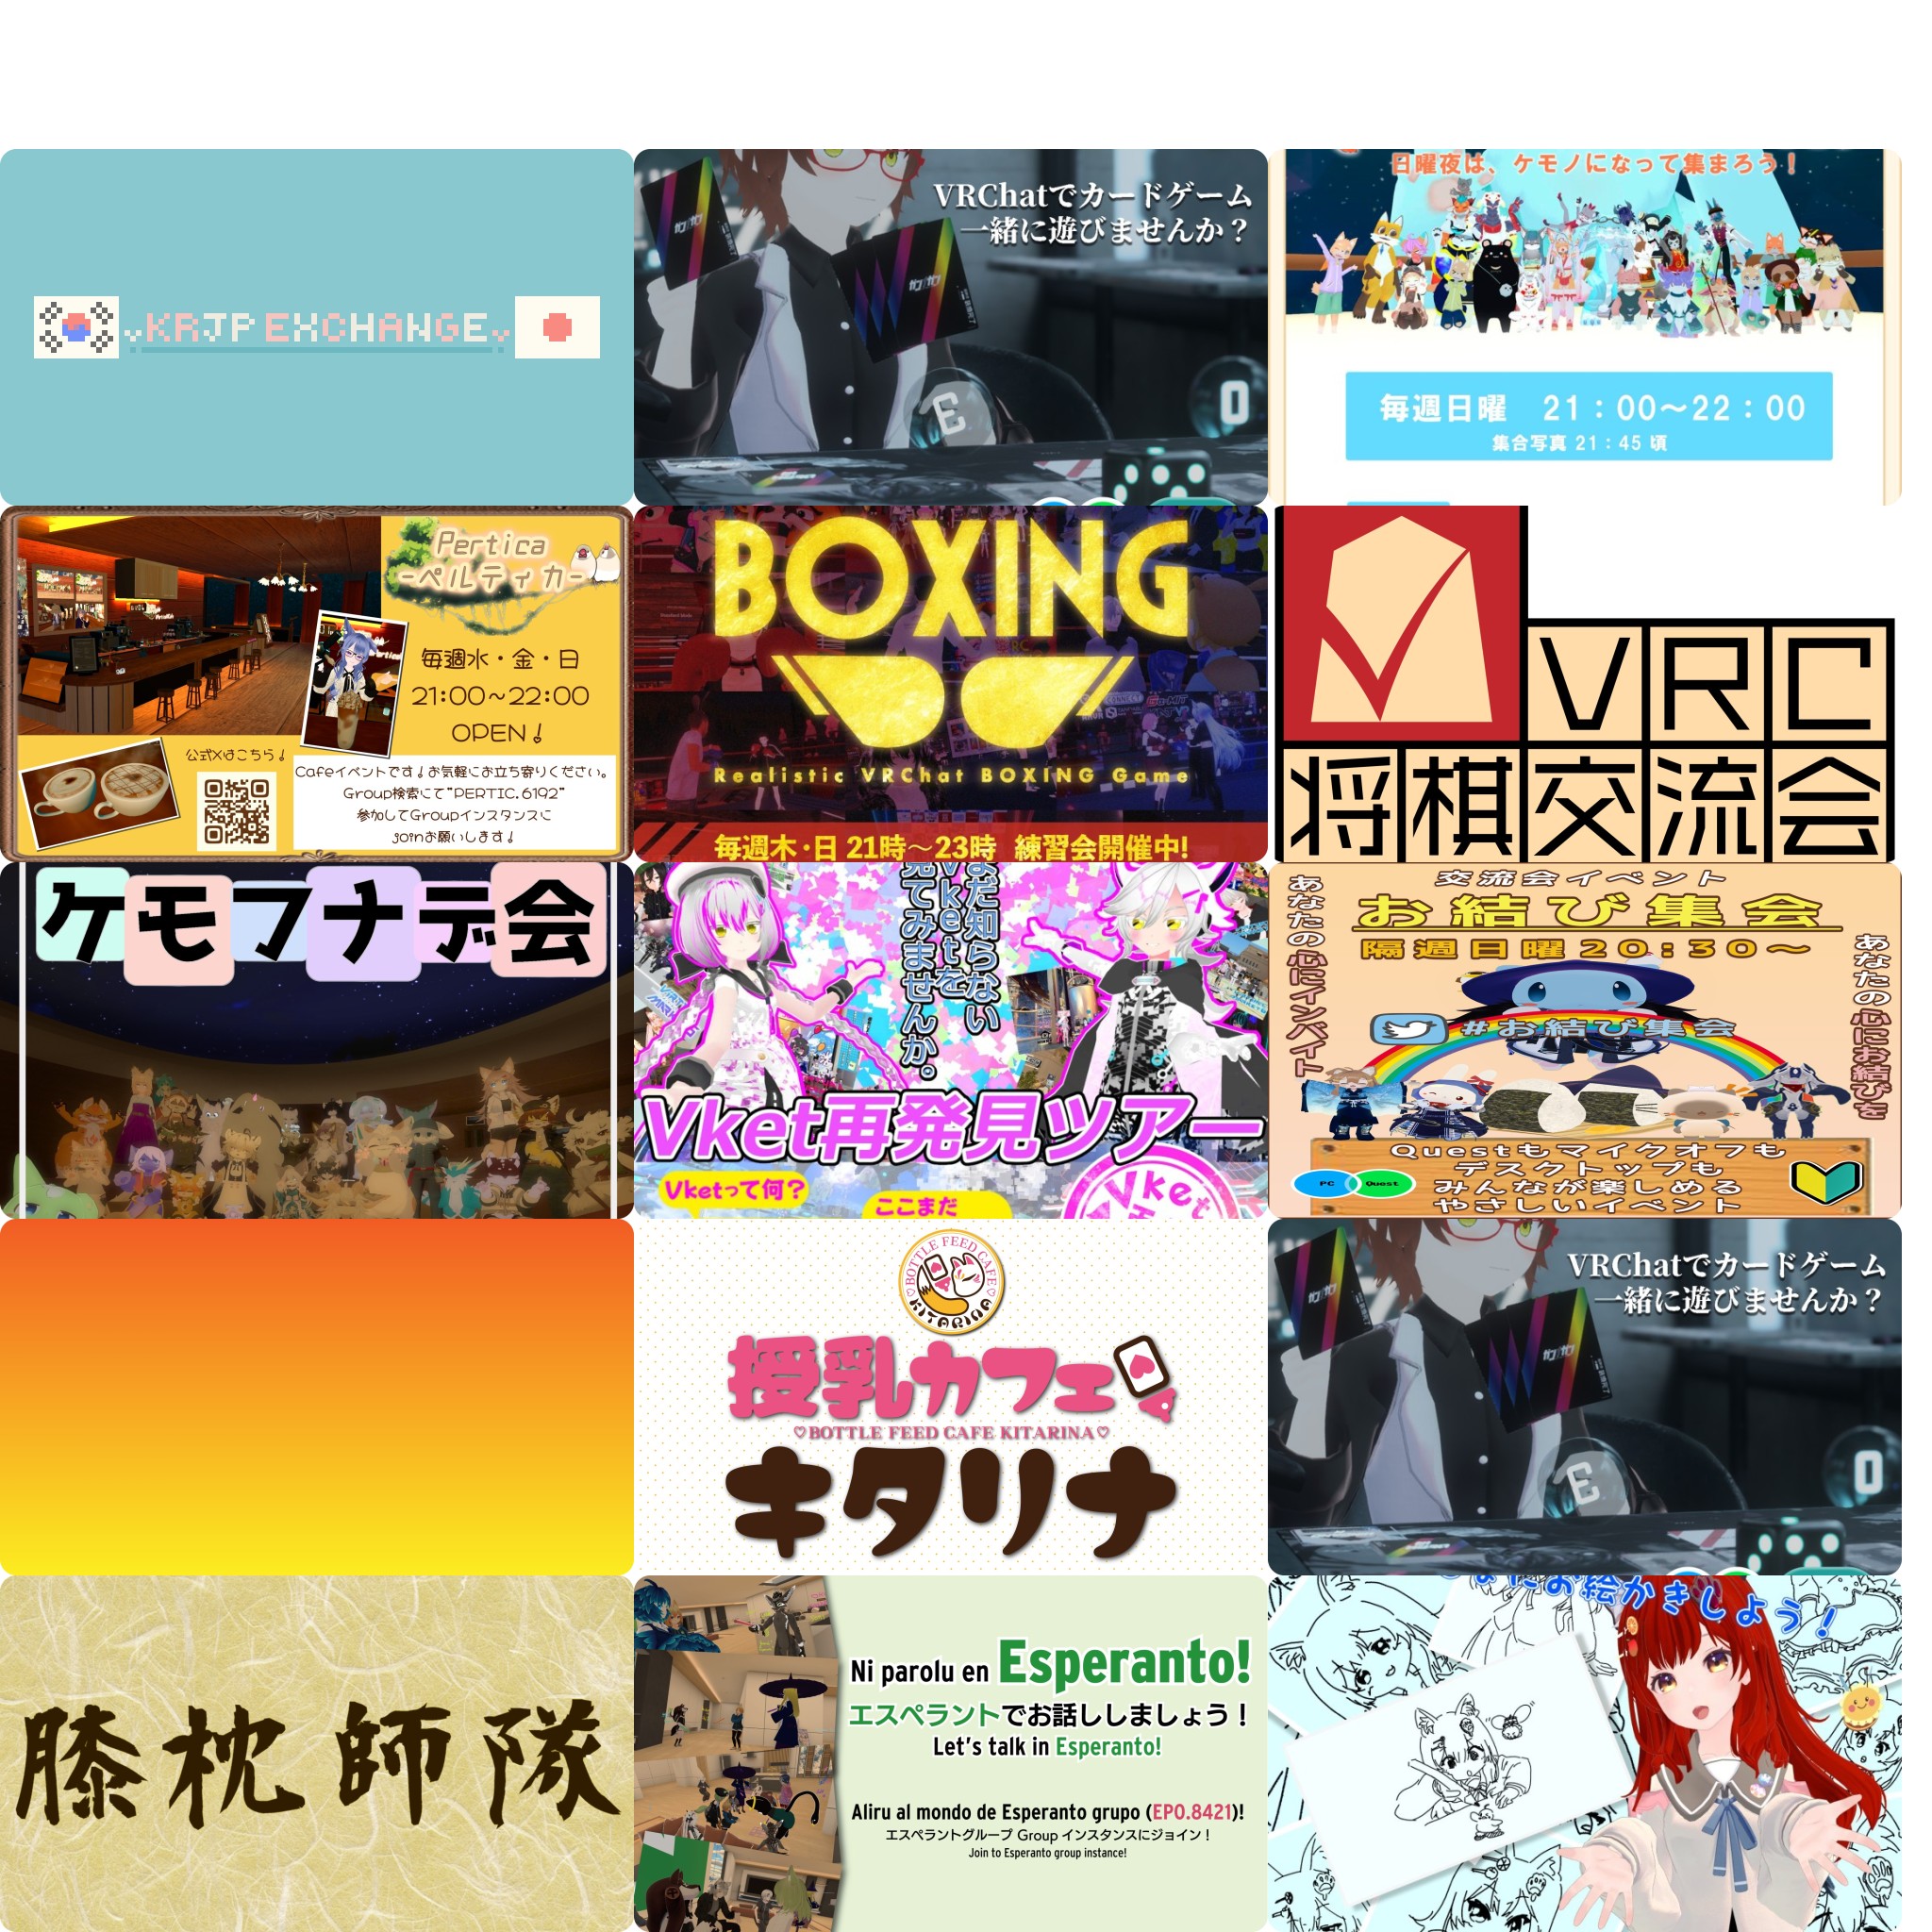 KRJP EXCHANGE
VRChatでカードゲーム
一緒に遊びませんか？
E
O
日曜夜は、ケモノになって集まろう！
毎週日曜　21：00～22：00
集合写真 21：45 頃
Pertica
-ペルティカ-
毎週水・金・日
21:00~22:00
OPEN！
公式Xはこちら！
Cafeイベントです！お気軽にお立ち寄りください。
Group検索にて"PERTIC.6192"
参加してGroupインスタンスに
joinお願いします！
BOXING
Realistic VRChat BOXING Game
毎週木・日 21時～23時 練習会開催中!
VRC
将棋交流会
ケモフナデ会
まだ知らない
Vketを
見てみませんか。
Vket再発見ツアー
Vketって何？
ここまだ
Vket
交流会イベント
お結び集会
隔週日曜20:30～
あなたの心にインバイト
あなたの心にお結びを
#お結び集会
Questもマイクオフも
デスクトップも
みんなが楽しめる
やさしいイベント
PC Quest
BOTTLE FEED CAFE
KITARINA
授乳カフェ
♡BOTTLE FEED CAFE KITARINA♡
キタリナ
VRChatでカードゲーム
一緒に遊びませんか？
E
O
膝枕師隊
Ni parolu en Esperanto!
エスペラントでお話ししましょう！
Let's talk in Esperanto!
Aliru al mondo de Esperanto grupo (EPO.8421)!
エスペラントグループ Group インスタンスにジョイン！
Join to Esperanto group instance!
なにお絵かきしよう！